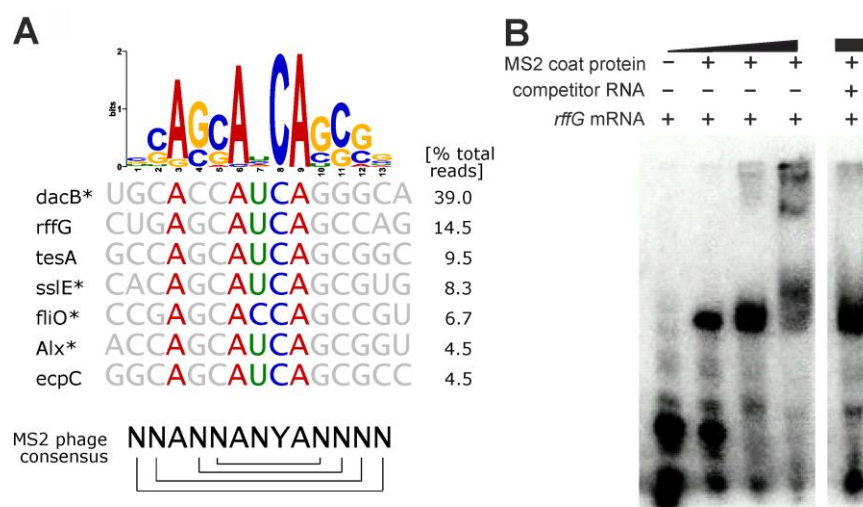 A
B
MS2 coat protein – + + + +
competitor RNA – – – – +
rffG mRNA + + + + +
2
bits
1
0
CAGCA CAGCG
1 2 3 4 5 6 7 8 9 10 11 12 13
[% total
reads]
dacB* UGCACCAUCAGGGCA 39.0
rffG CUGAGCAUCAGCCAG 14.5
tesA GCCAGCAUCAGCGGC 9.5
sslE* CACAGCAUCAGCGUG 8.3
fliO* CCGAGCACCAGCCGU 6.7
Alx* ACCAGCAUCAGCGGU 4.5
ecpC GGCAGCAUCAGCGCC 4.5
MS2 phage
consensus
NNANNANYANNNN